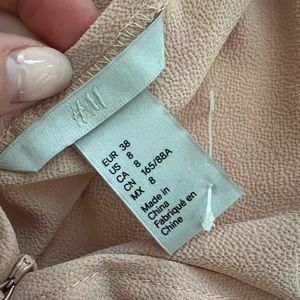 H&M
EUR 38
US 8
CA 8
CN 165/88A
MX 8
Made in
China
Fabriqué en
Chine